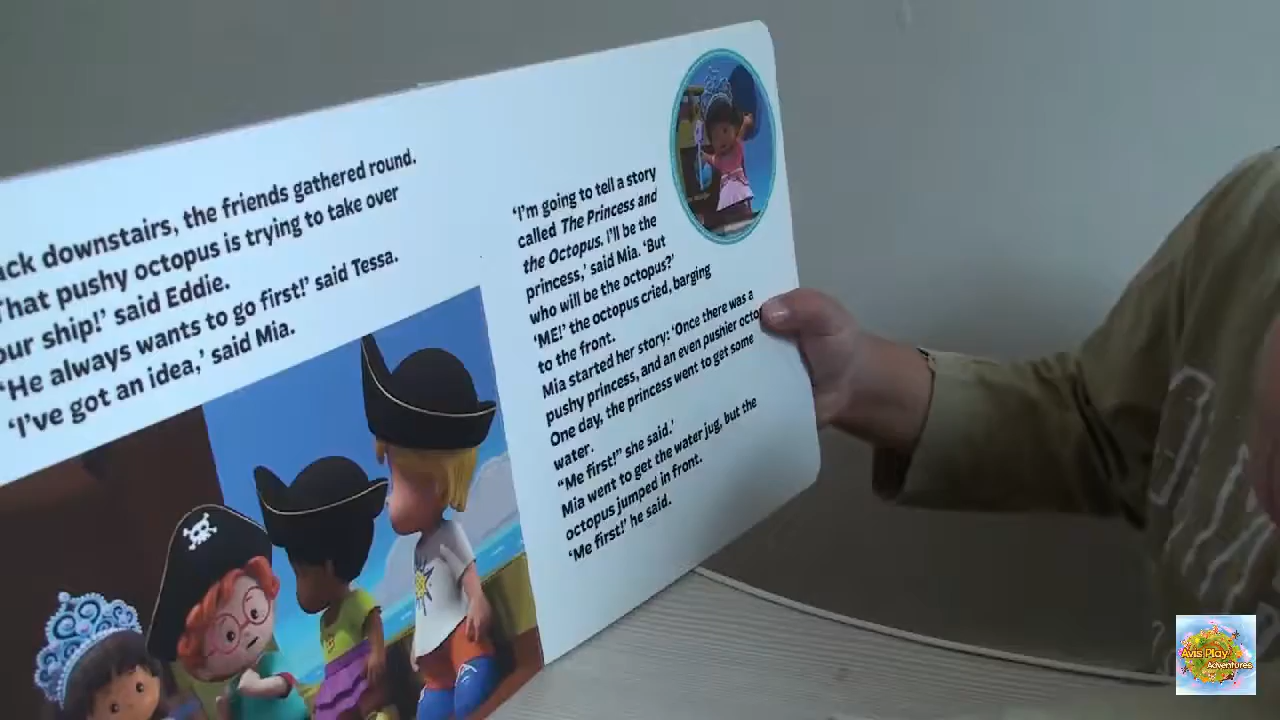 ack downstairs, the friends gathered round.
That pushy octopus is trying to take over
our ship!’ said Eddie.
‘He always wants to go first!’ said Tessa.
‘I’ve got an idea,’ said Mia.
‘I’m going to tell a story
called The Princess and
the Octopus. I’ll be the
princess,’ said Mia. ‘But
who will be the octopus?’
‘ME!’ the octopus cried, barging
to the front.
Mia started her story: ‘Once there was a
pushy princess, and an even pushier octo
One day, the princess went to get some
water.
“Me first!” she said.’
Mia went to get the water jug, but the
octopus jumped in front.
‘Me first!’ he said.
Avis Play
Adventures